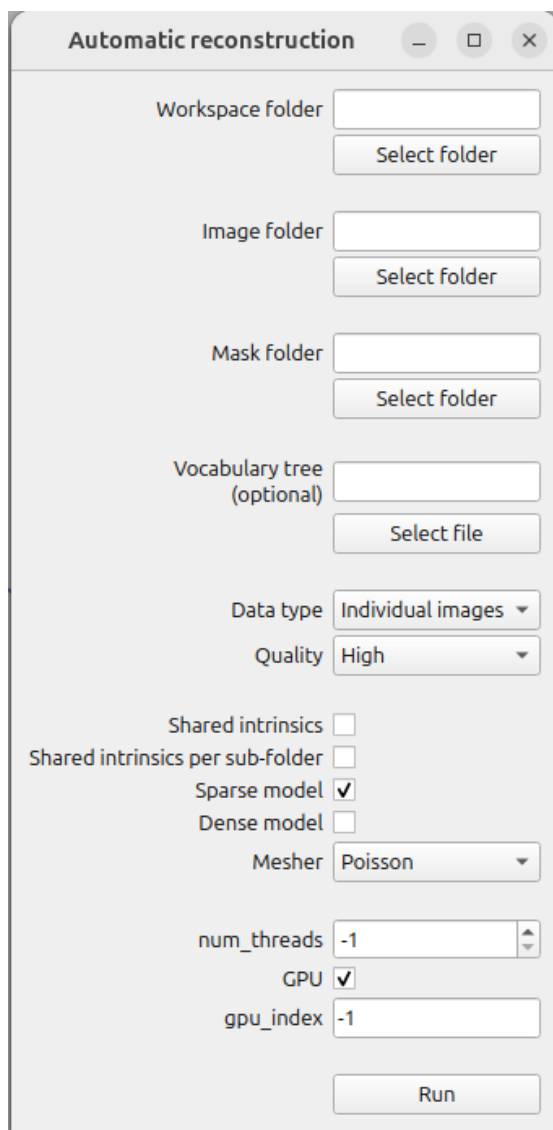 Automatic reconstruction
Workspace folder
Select folder
Image folder
Select folder
Mask folder
Select folder
Vocabulary tree
(optional)
Select file
Data type Individual images
Quality High
Shared intrinsics
Shared intrinsics per sub-folder
Sparse model
Dense model
Mesher Poisson
num_threads -1
GPU
gpu_index -1
Run